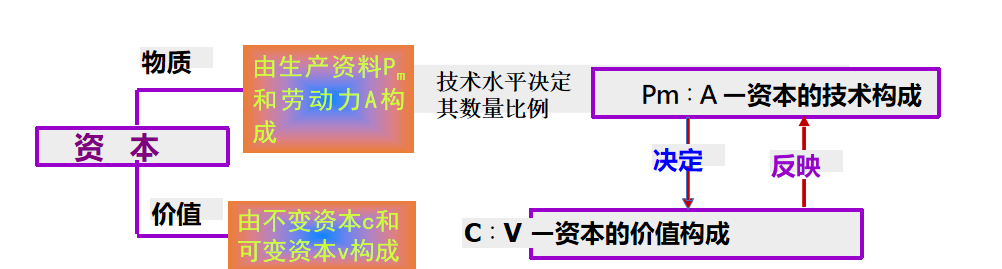 物质
由生产资料Pm
和劳动力A构
成
技术水平决定
其数量比例
Pm：A 一资本的技术构成
资 本
决定
反映
价值
由不变资本c和
可变资本v构成
C：V 一资本的价值构成